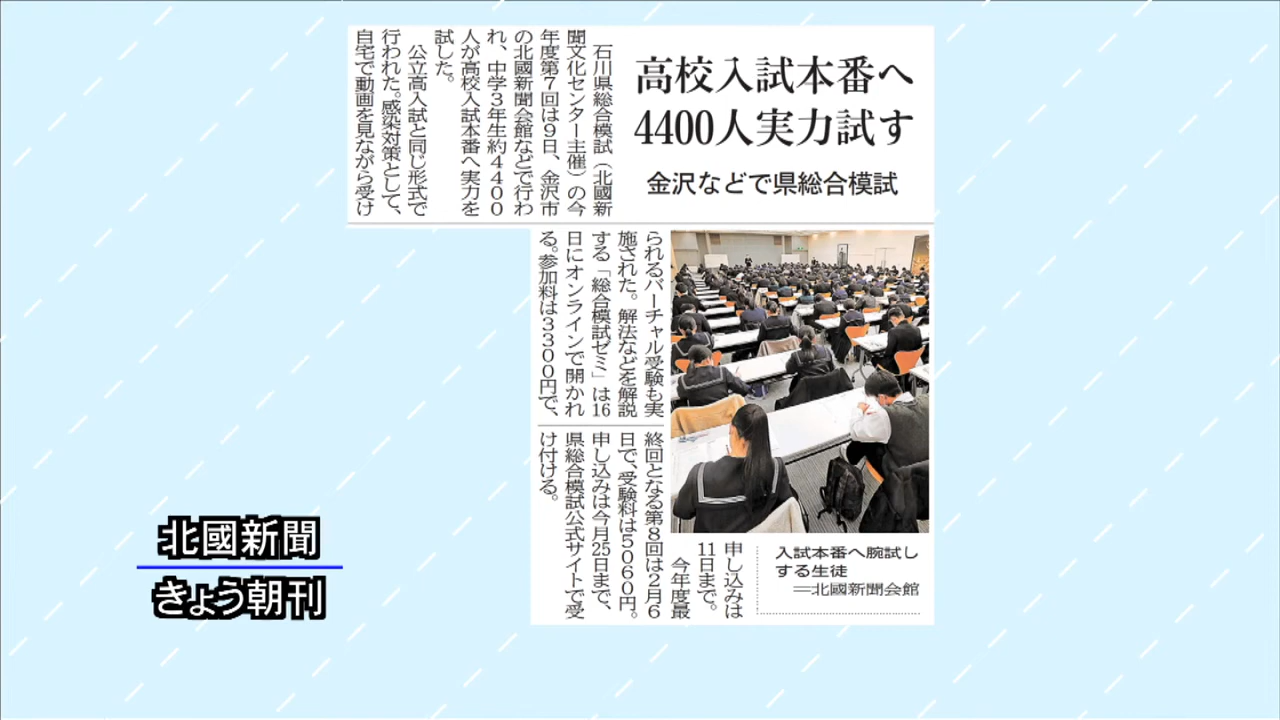 高校入試本番へ
4400人実力試す
金沢などで県総合模試
石川県総合模試（北國新
聞文化センター主催）の今
年度第7回は9日、金沢市
の北國新聞会館などで行わ
れ、中学3年生約4400
人が高校入試本番へ実力を
試した。
公立高入試と同じ形式で
行われた。感染対策として、
自宅で動画を見ながら受け
られるバーチャル受験も実
施された。解法などを解説
する「総合模試ゼミ」は16
日にオンラインで開かれ
る。参加料は3300円で、
申し込みは
11日まで。
今年度最
終回となる第8回は2月6
日で、受験料は5060円。
申し込みは今月25日まで、
県総合模試公式サイトで受
け付ける。
入試本番へ腕試し
する生徒
＝北國新聞会館
北國新聞
きょう朝刊